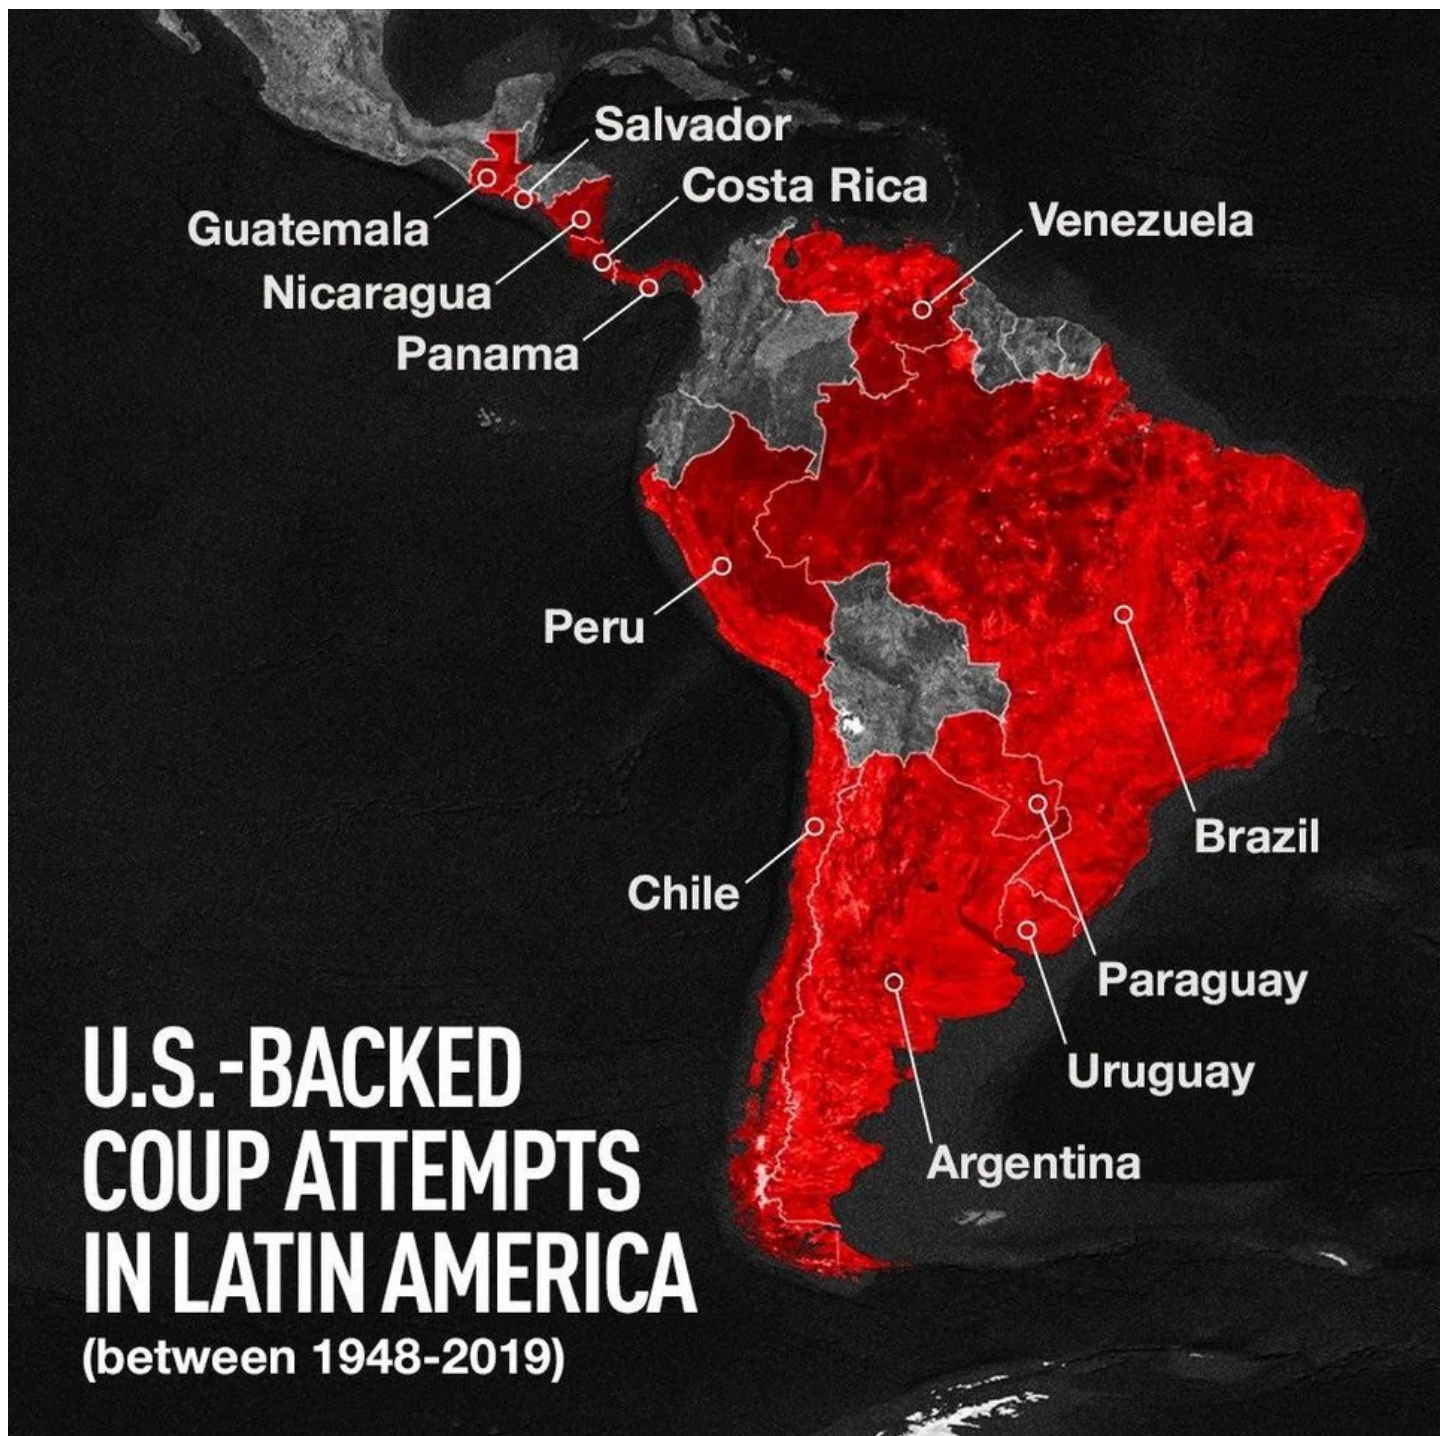 Salvador
Costa Rica
Guatemala
Venezuela
Nicaragua
Panama
Peru
Brazil
Chile
Paraguay
Uruguay
Argentina
U.S.-BACKED
COUP ATTEMPTS
IN LATIN AMERICA
(between 1948-2019)